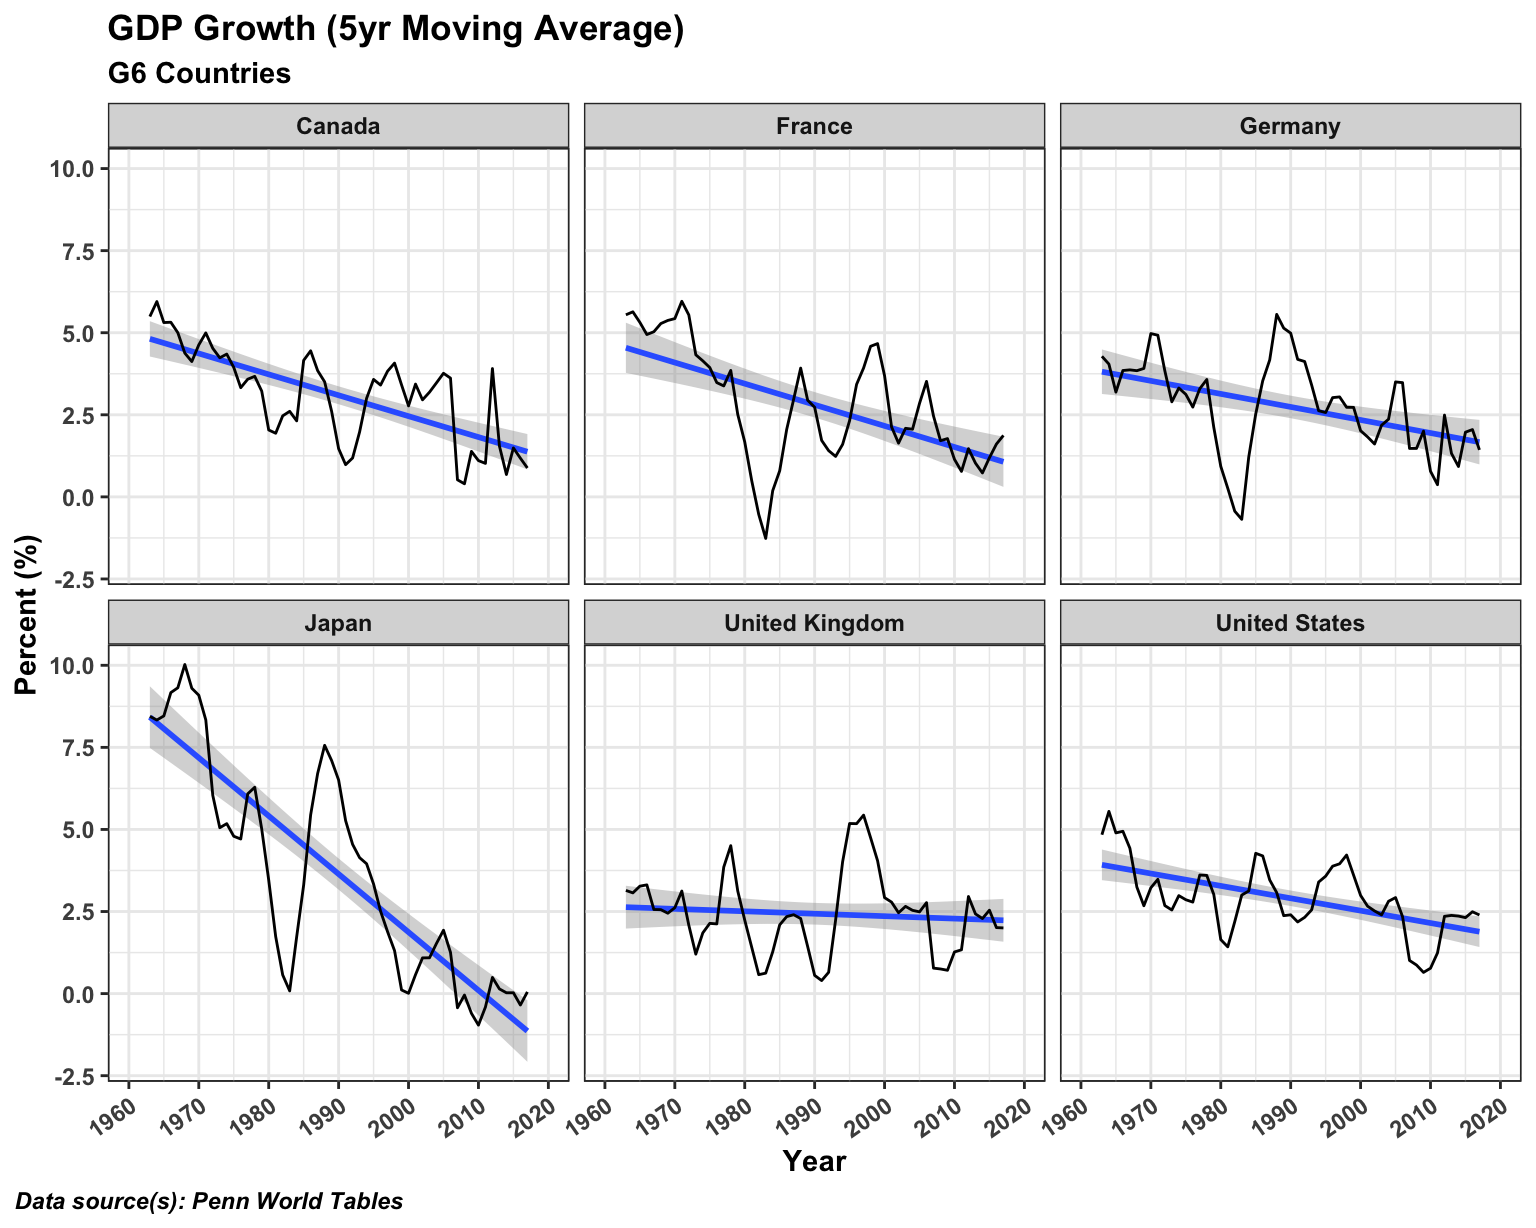 GDP Growth (5yr Moving Average)
G6 Countries
Canada
France
Germany
10.0
7.5
5.0
2.5
0.0
-2.5
Percent (%)
Japan
United Kingdom
United States
10.0
7.5
5.0
2.5
0.0
-2.5
1960 1970 1980 1990 2000 2010 2020
1960 1970 1980 1990 2000 2010 2020
1960 1970 1980 1990 2000 2010 2020
Year
Data source(s): Penn World Tables